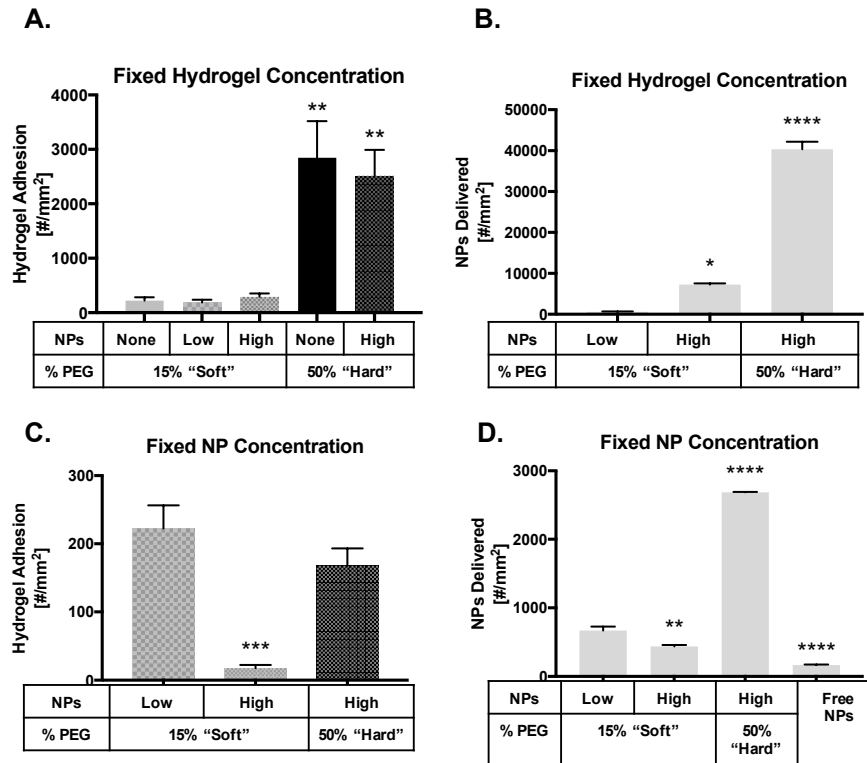 A.
Fixed Hydrogel Concentration
Hydrogel Adhesion
[#/mm²]
4000
3000
2000
1000
0
**
**
NPs None Low High None High
% PEG 15% “Soft” 50% “Hard”
B.
Fixed Hydrogel Concentration
NPs Delivered
[#/mm²]
50000
40000
30000
20000
10000
0
*
****
NPs Low High High
% PEG 15% “Soft” 50% “Hard”
C.
Fixed NP Concentration
Hydrogel Adhesion
[#/mm²]
300
200
100
0
***
NPs Low High High
% PEG 15% “Soft” 50% “Hard”
D.
Fixed NP Concentration
NPs Delivered
[#/mm²]
3000
2000
1000
0
**
****
****
NPs Low High High Free
NPs
% PEG 15% “Soft” 50%
“Hard”